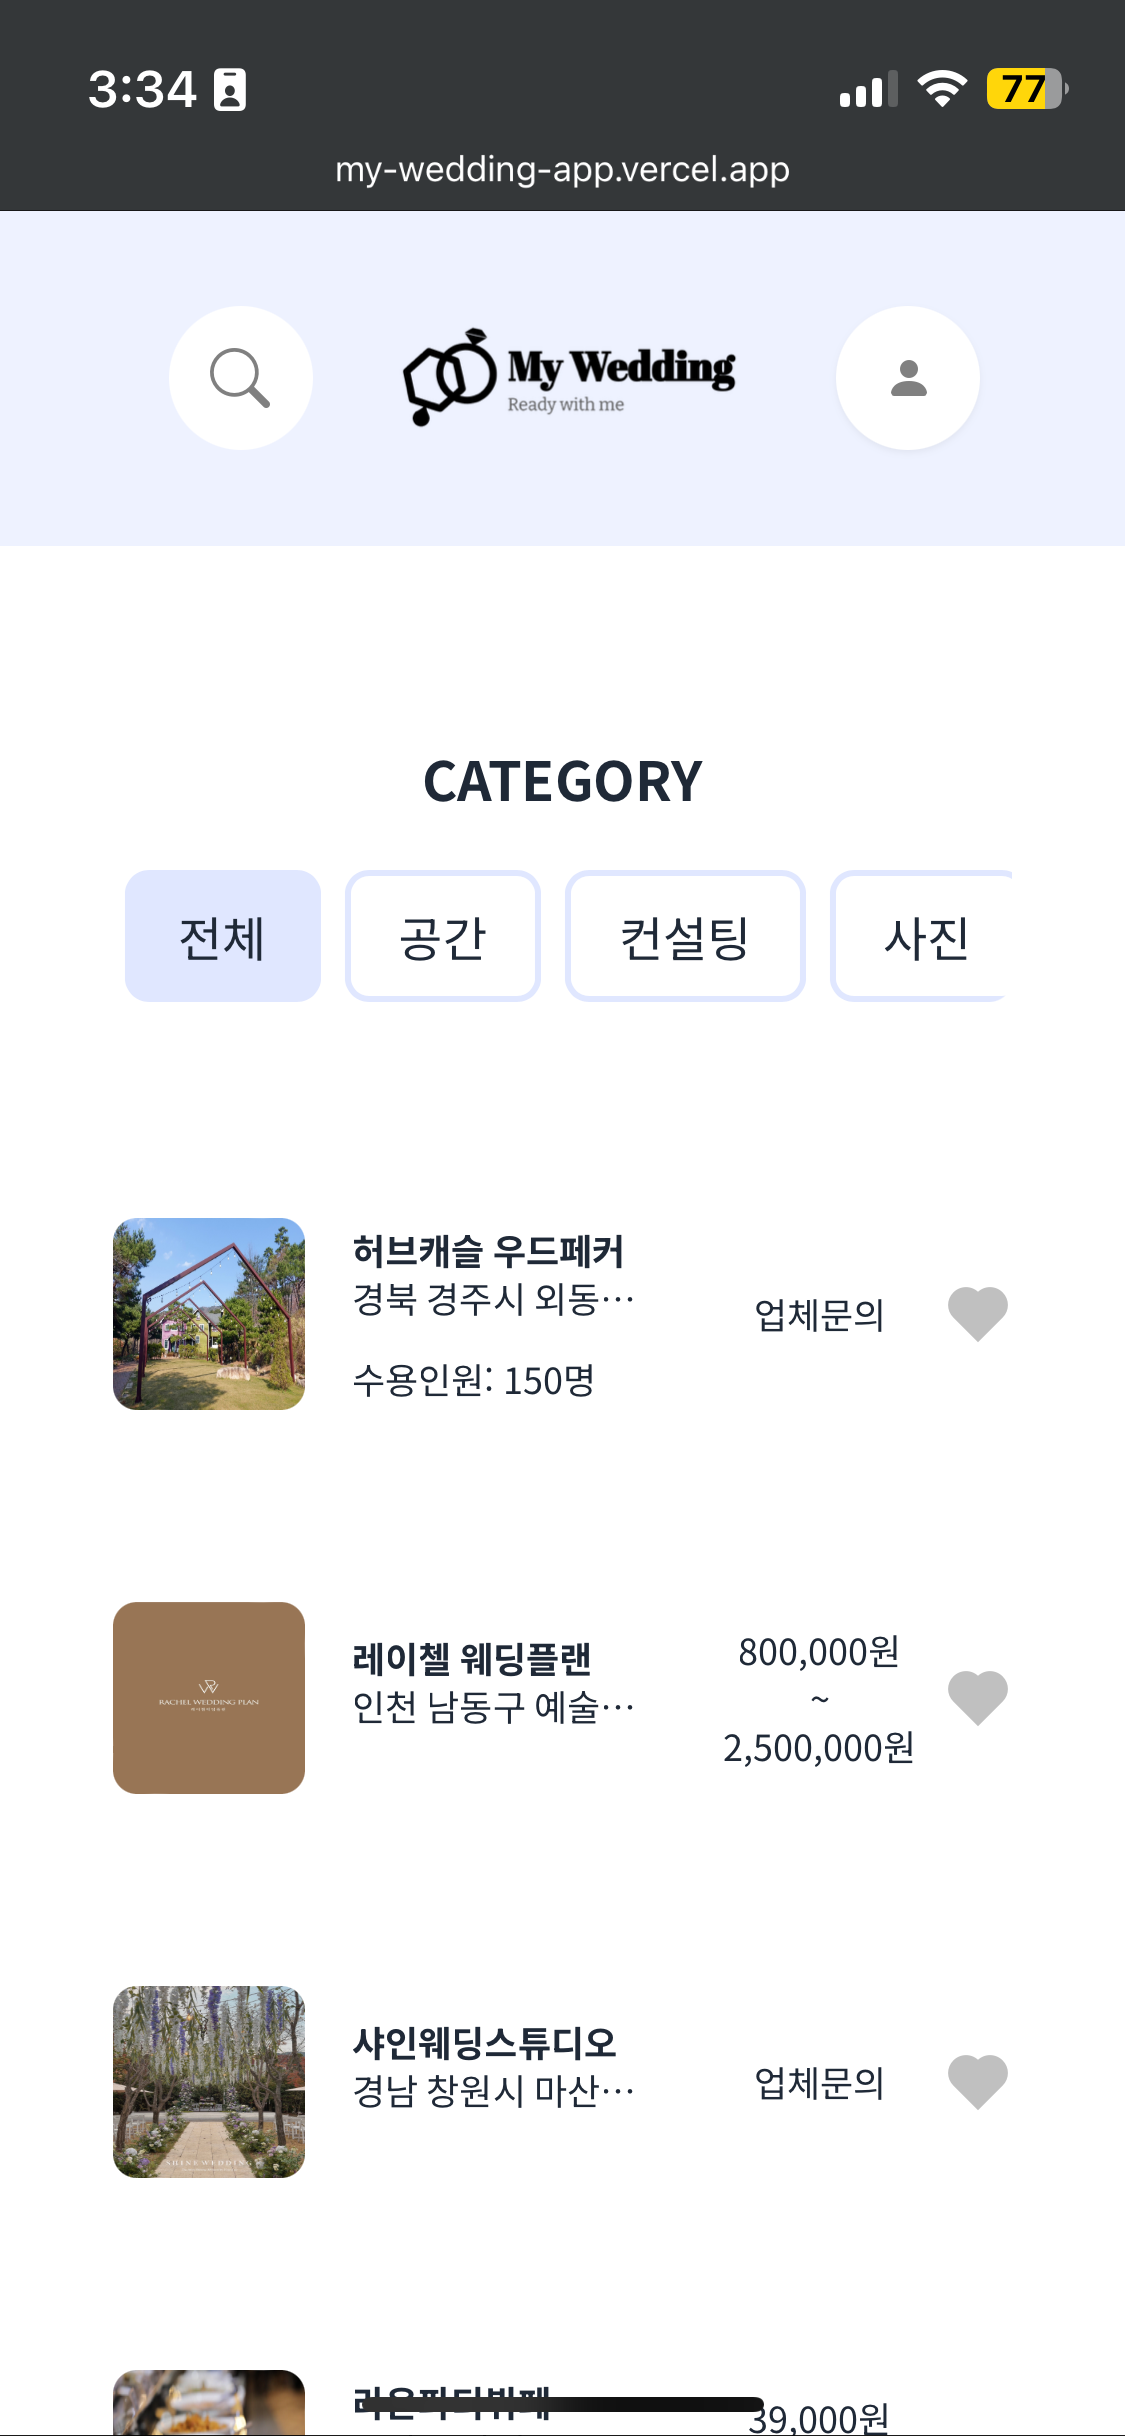 3:34
77
my-wedding-app.vercel.app
My Wedding
Ready with me
CATEGORY
전체
공간
컨설팅
사진
허브캐슬 우드페커
경북 경주시 외동…
수용인원: 150명
업체문의
RACHEL WEDDING PLAN
레이첼 웨딩플랜
인천 남동구 예술…
800,000원
~
2,500,000원
SHINE WEDDING
샤인웨딩스튜디오
경남 창원시 마산…
업체문의
39,000원